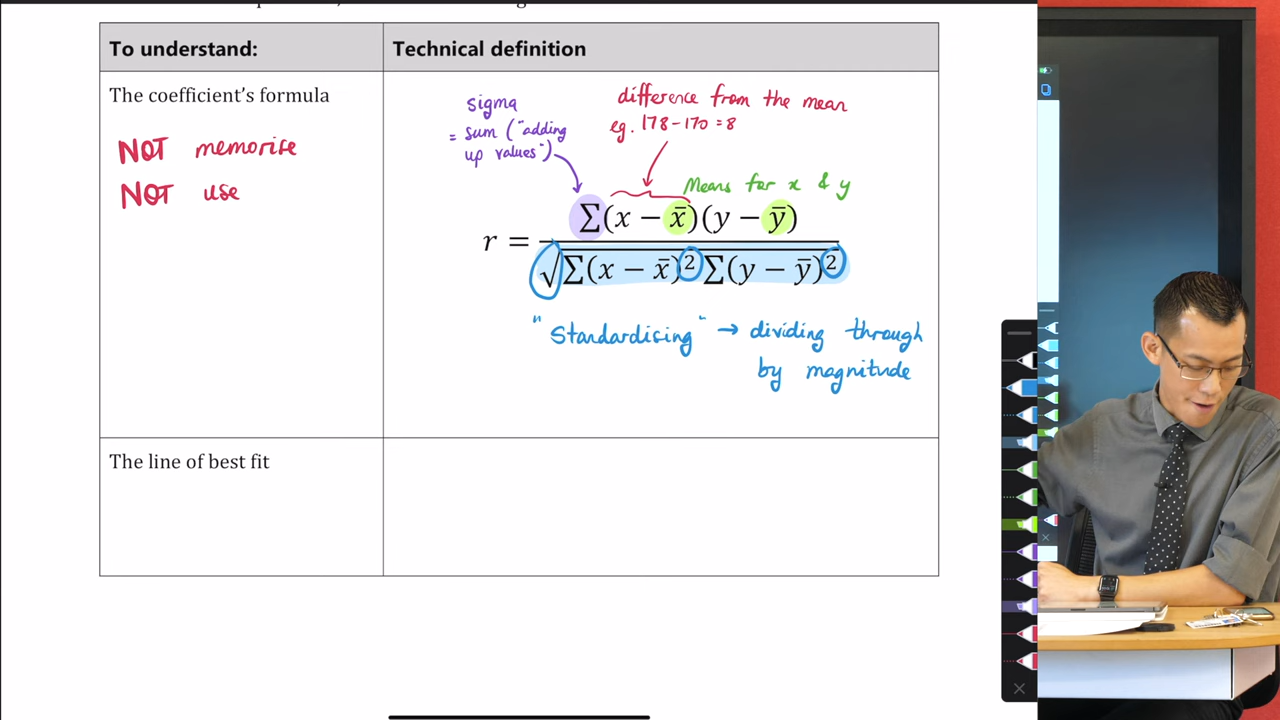 To understand:
Technical definition
The coefficient's formula
NOT memorise
NOT use
sigma
= sum ("adding
up values")
difference from the mean
eg. 178-170=8
Means for x & y
r = Σ(x − x̄)(y − ȳ)
√Σ(x − x̄)² Σ(y − ȳ)²
"Standardising" → dividing through
by magnitude
The line of best fit